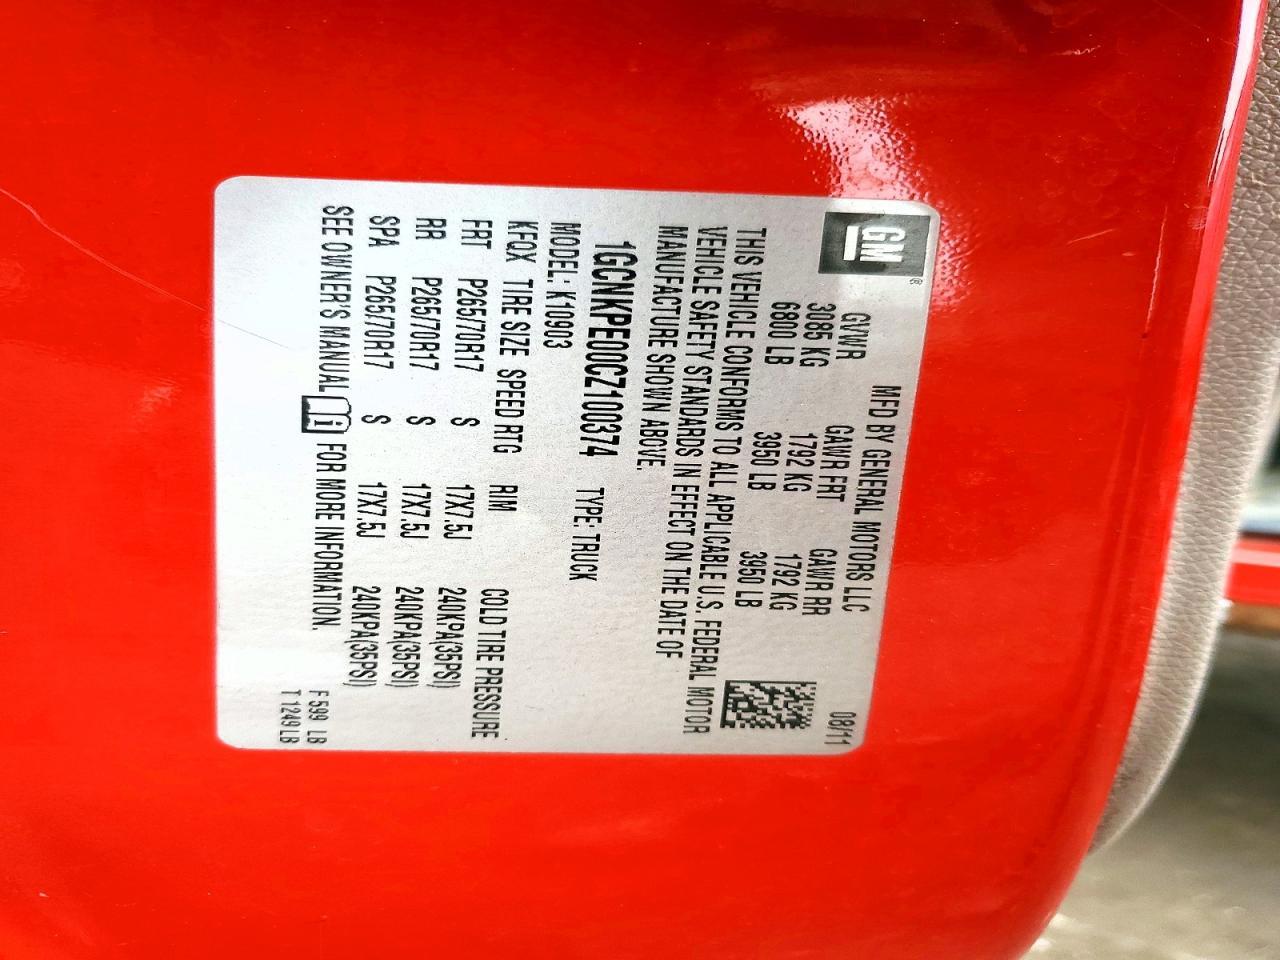 GM®
MFD BY GENERAL MOTORS LLC 08/11
GVWR GAWR FRT GAWR RR
3085 KG 1792 KG 1792 KG
6800 LB 3950 LB 3950 LB
THIS VEHICLE CONFORMS TO ALL APPLICABLE U.S. FEDERAL MOTOR
VEHICLE SAFETY STANDARDS IN EFFECT ON THE DATE OF
MANUFACTURE SHOWN ABOVE.
1GCNKPE00CZ100374 TYPE: TRUCK
MODEL: K10903
KFQX TIRE SIZE SPEED RTG RIM COLD TIRE PRESSURE
FRT P265/70R17 S 17X7.5J 240KPA(35PSI)
RR P265/70R17 S 17X7.5J 240KPA(35PSI)
SPA P265/70R17 S 17X7.5J 240KPA(35PSI)
SEE OWNER'S MANUAL FOR MORE INFORMATION.
F 599 LB
T 1249 LB